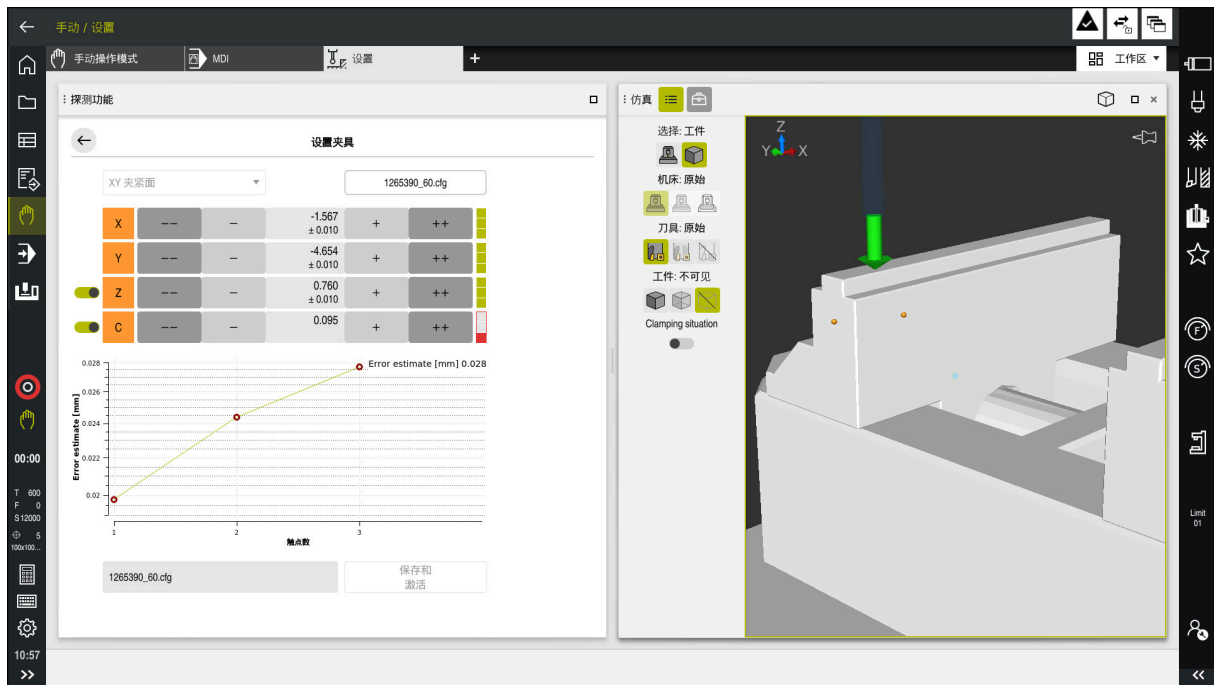 手动 / 设置
手动操作模式
MDI
设置
+
工作区
探测功能
设置夹具
XY 夹紧面
1265390_60.cfg
X
−−
−
-1.567
± 0.010
+
++
Y
−−
−
-4.654
± 0.010
+
++
Z
−−
−
0.760
± 0.010
+
++
C
−−
−
0.095
+
++
Error estimate [mm] 0.028
Error estimate [mm]
0.028
0.026
0.024
0.022
0.02
1
2
3
触点数
1265390_60.cfg
保存和
激活
仿真
选择: 工件
机床: 原始
刀具: 原始
工件: 不可见
Clamping situation
Z
Y
X
00:00
T 600
F 0
S 12000
5
100x100...
10:57
F
S
Limit
01